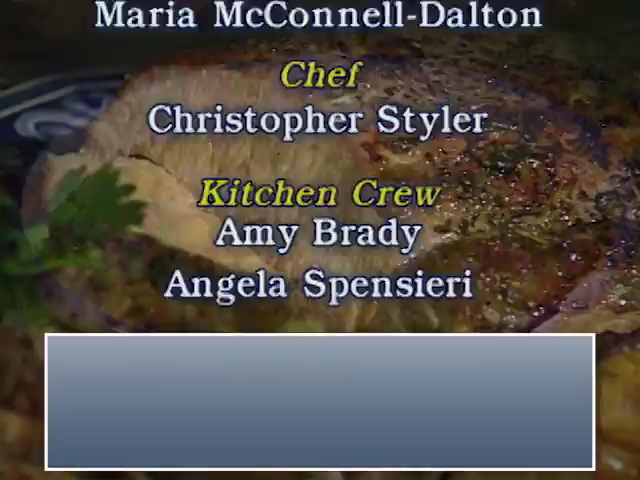 Maria McConnell-Dalton
Chef
Christopher Styler
Kitchen Crew
Amy Brady
Angela Spensieri